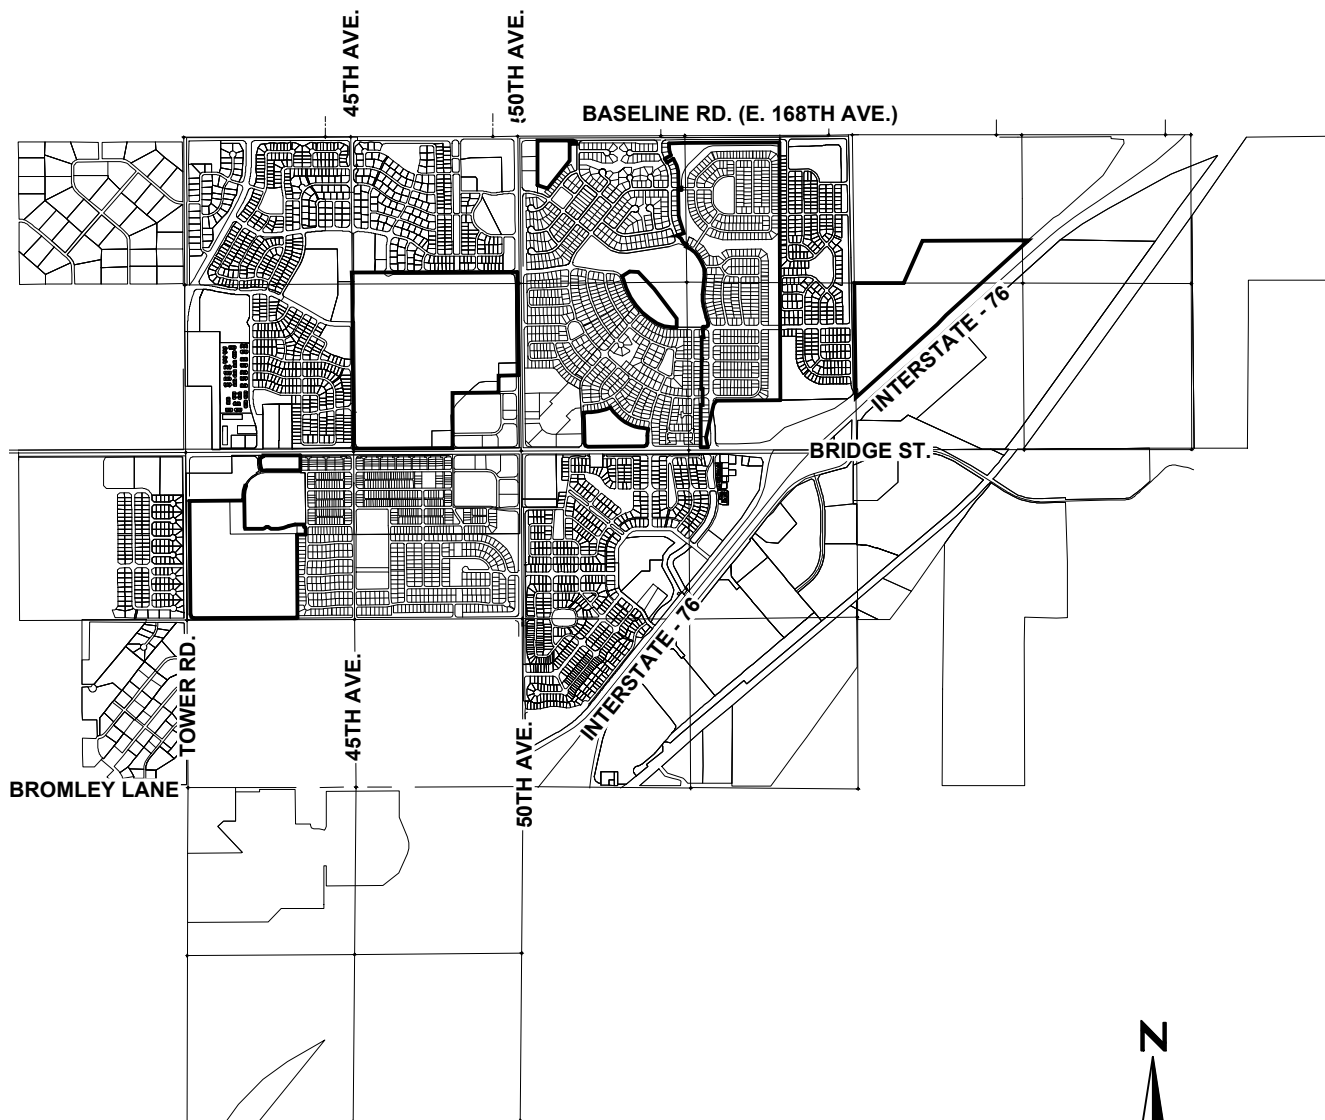 45TH AVE.
50TH AVE.
BASELINE RD. (E. 168TH AVE.)
INTERSTATE - 76
BRIDGE ST.
INTERSTATE - 76
TOWER RD.
45TH AVE.
50TH AVE.
BROMLEY LANE
N